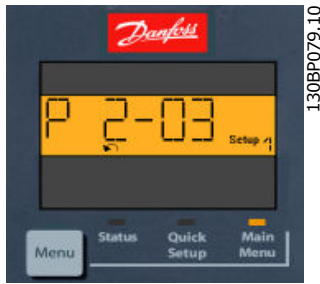 Danfoss
130BP079.10
P 2-03
Setup 1
Status Quick Setup Main Menu
Menu